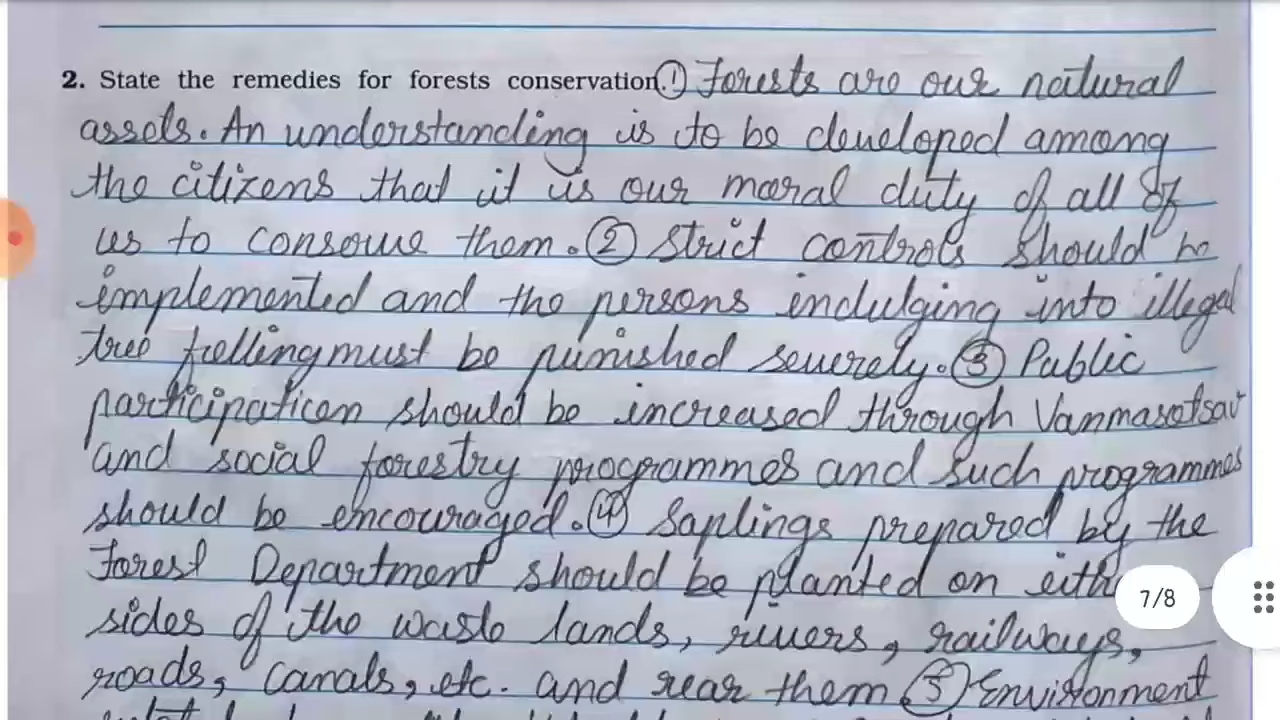 2. State the remedies for forests conservation. ① Forests are our natural
assets. An understanding is to be developed among
the citizens that it is our moral duty of all of
us to conserve them. ② Strict controls should be
implemented and the persons indulging into illegal
tree felling must be punished severely. ③ Public
participation should be increased through Vanmasotsav
and social forestry programmes and such programmes
should be encouraged. ④ Saplings prepared by the
Forest Department should be planted on eith
sides of the waste lands, rivers, railways,
7/8
roads, canals, etc. and rear them ⑤ Environment